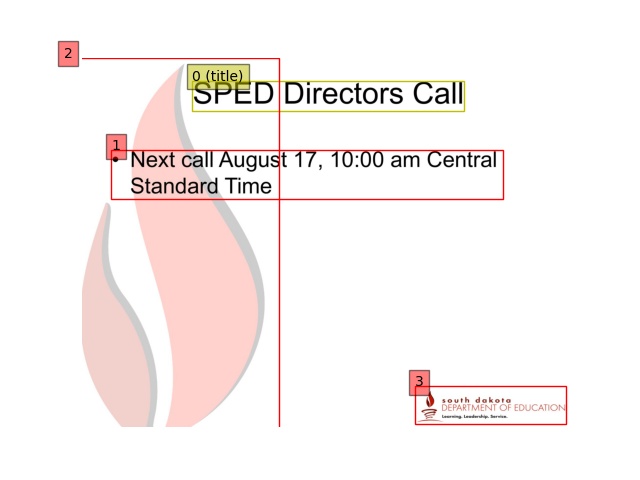 2
0 (title)
SPED Directors Call
1
• Next call August 17, 10:00 am Central
Standard Time
3
south dakota
DEPARTMENT OF EDUCATION
Learning. Leadership. Service.